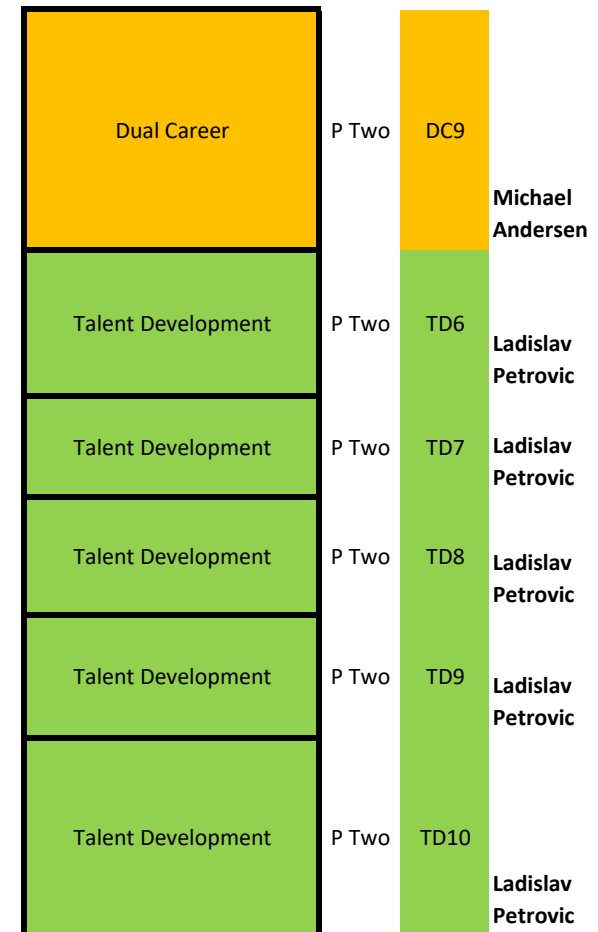 Dual Career P Two DC9
Michael
Andersen
Talent Development P Two TD6
Ladislav
Petrovic
Talent Development P Two TD7
Ladislav
Petrovic
Talent Development P Two TD8
Ladislav
Petrovic
Talent Development P Two TD9
Ladislav
Petrovic
Talent Development P Two TD10
Ladislav
Petrovic